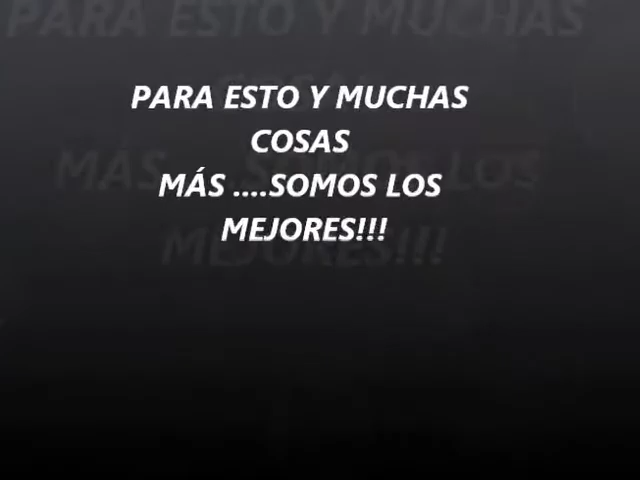 PARA ESTO Y MUCHAS
COSAS
MÁS ....SOMOS LOS
MEJORES!!!